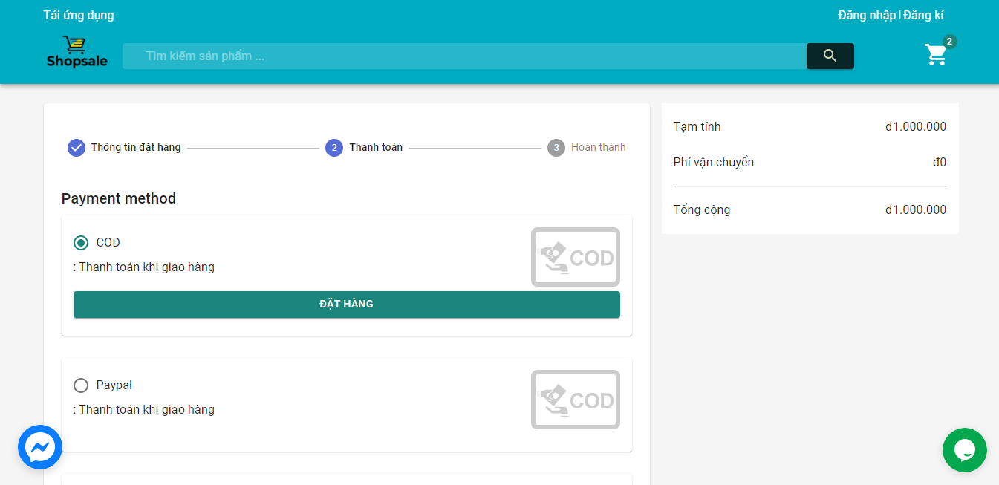 Tải ứng dụng
Đăng nhập | Đăng kí
Shopsale
Tìm kiếm sản phẩm ...
2
Thông tin đặt hàng
2 Thanh toán
3 Hoàn thành
Payment method
COD
: Thanh toán khi giao hàng
COD
ĐẶT HÀNG
Paypal
: Thanh toán khi giao hàng
COD
Tạm tính đ1.000.000
Phí vận chuyển đ0
Tổng cộng đ1.000.000